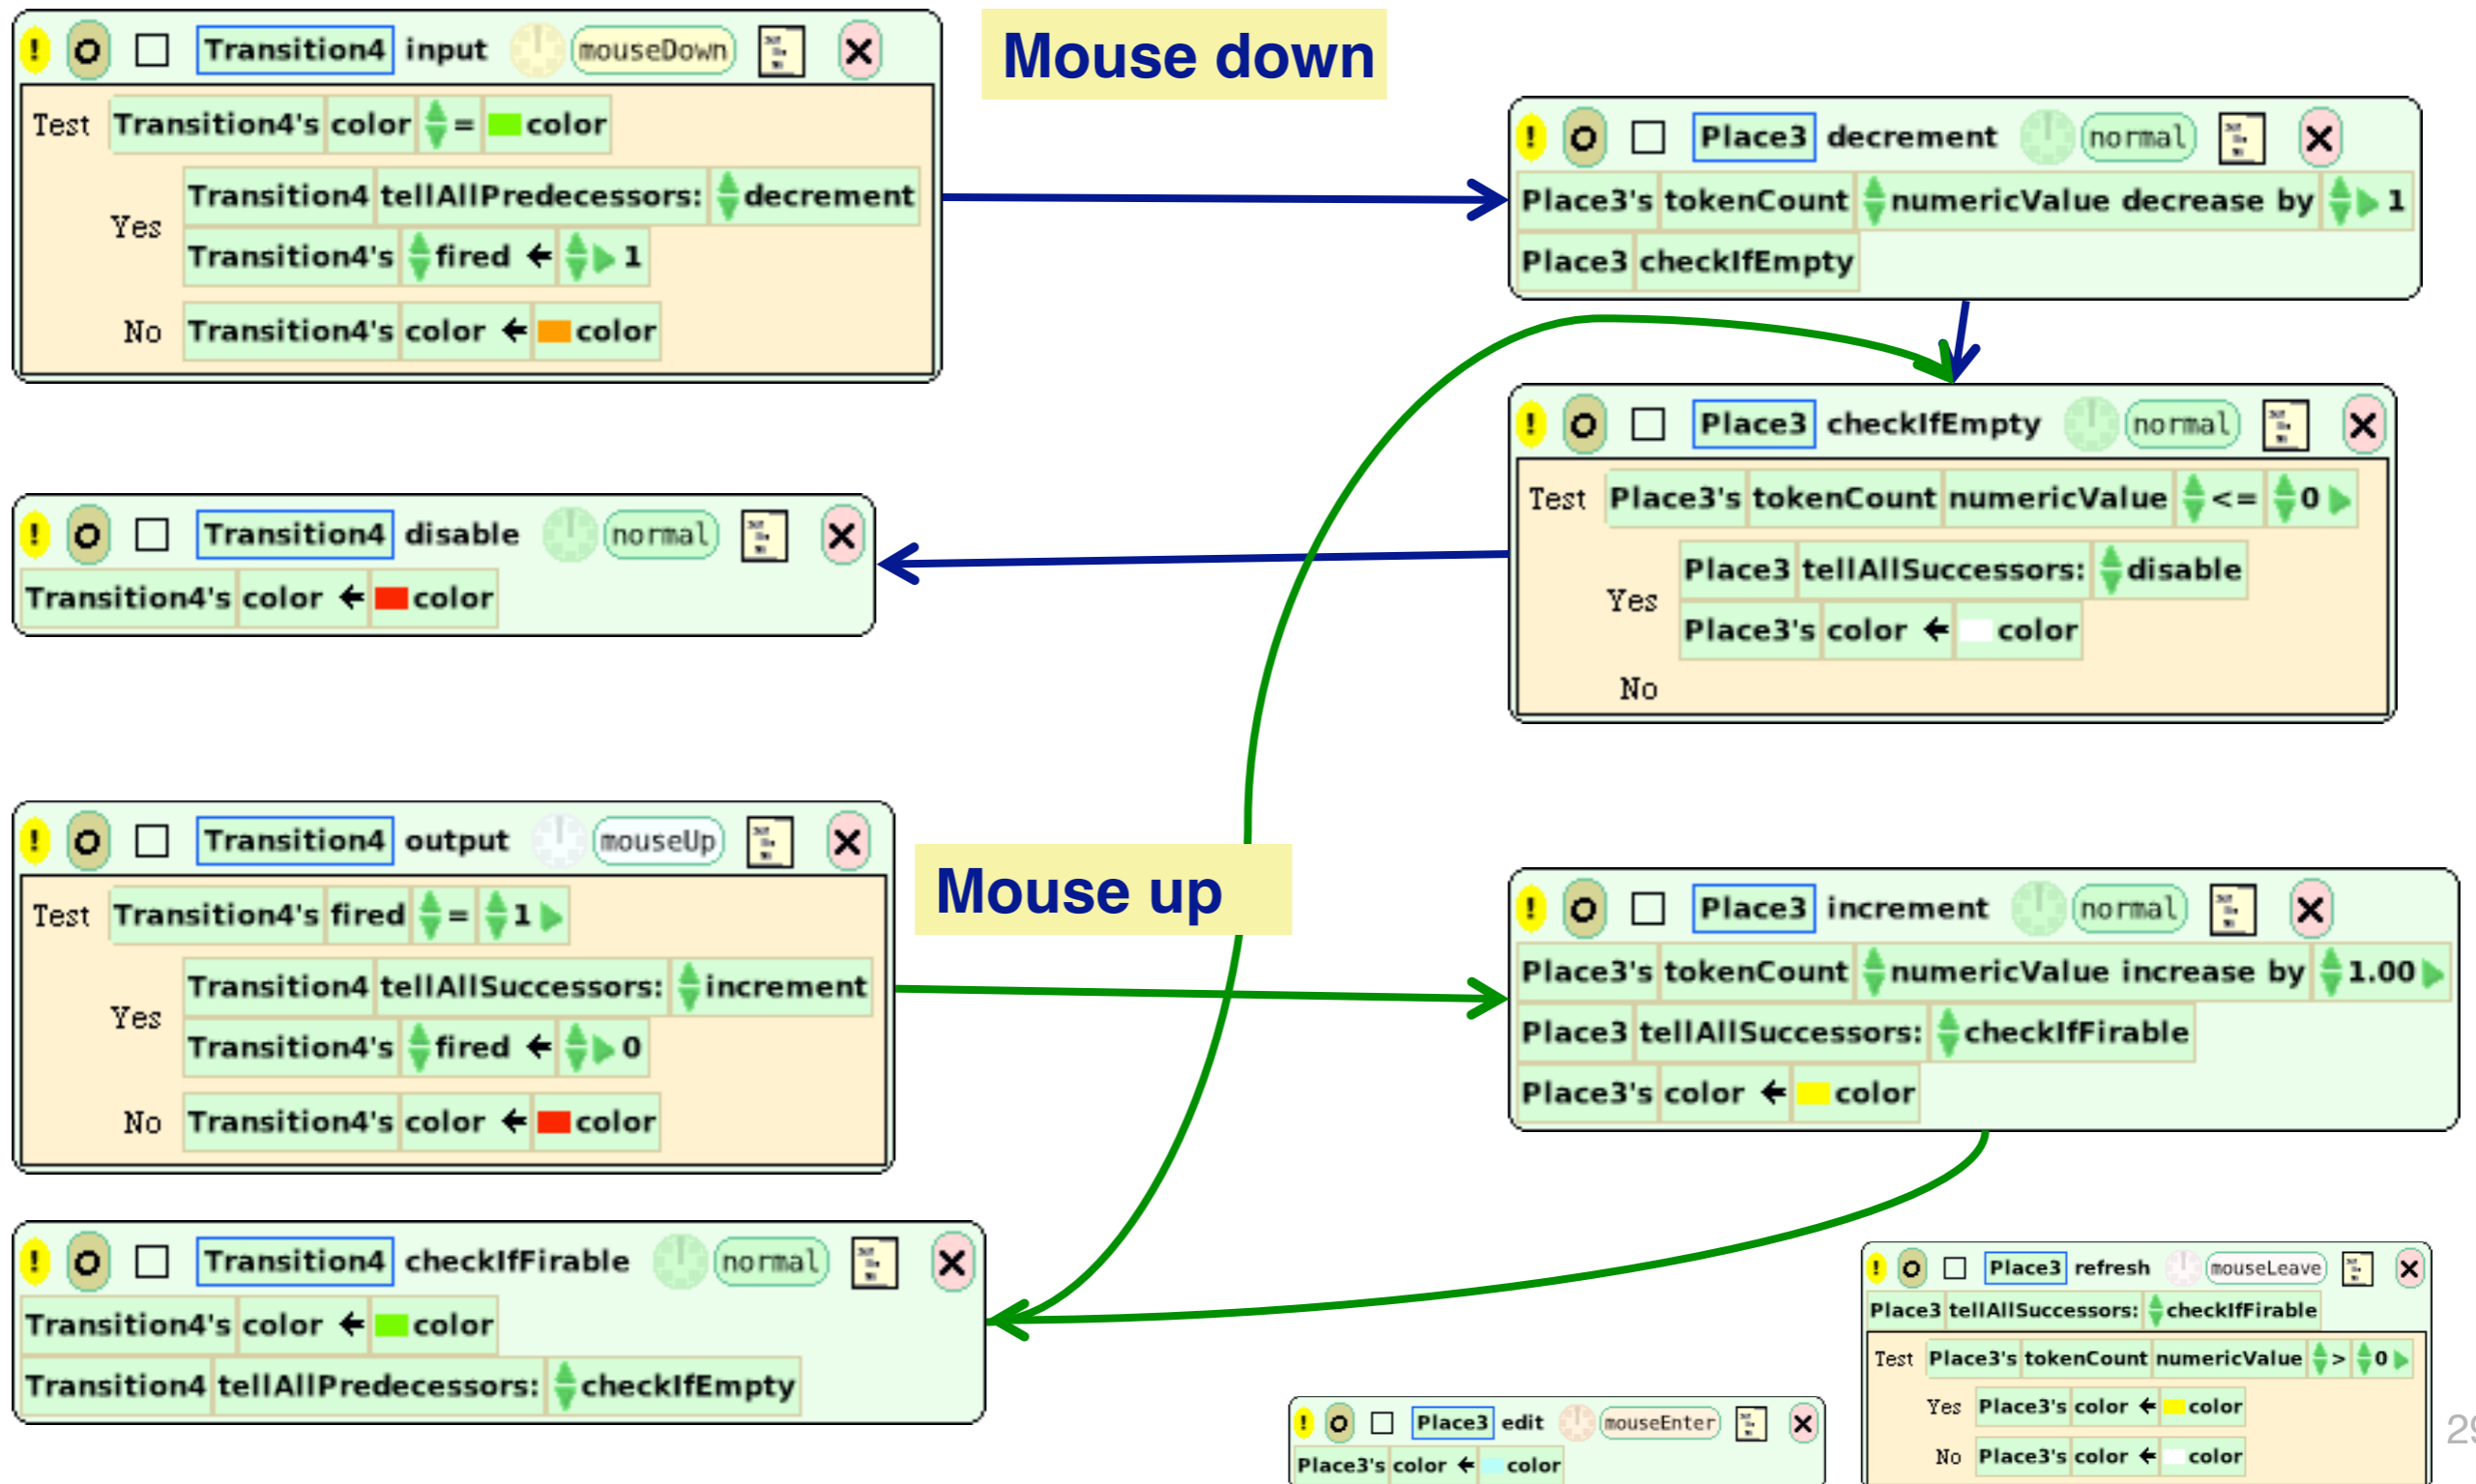 ! O Transition4 input mouseDown
Test Transition4's color = color
Yes Transition4 tellAllPredecessors: decrement
Transition4's fired ← 1
No Transition4's color ← color
Mouse down
! O Place3 decrement normal
Place3's tokenCount numericValue decrease by 1
Place3 checkIfEmpty
! O Place3 checkIfEmpty normal
Test Place3's tokenCount numericValue <= 0
Yes Place3 tellAllSuccessors: disable
Place3's color ← color
No
! O Transition4 disable normal
Transition4's color ← color
! O Transition4 output mouseUp
Test Transition4's fired = 1
Yes Transition4 tellAllSuccessors: increment
Transition4's fired ← 0
No Transition4's color ← color
Mouse up
! O Place3 increment normal
Place3's tokenCount numericValue increase by 1.00
Place3 tellAllSuccessors: checkIfFirable
Place3's color ← color
! O Transition4 checkIfFirable normal
Transition4's color ← color
Transition4 tellAllPredecessors: checkIfEmpty
! O Place3 edit mouseEnter
Place3's color ← color
! O Place3 refresh mouseLeave
Place3 tellAllSuccessors: checkIfFirable
Test Place3's tokenCount numericValue > 0
Yes Place3's color ← color
No Place3's color ← color